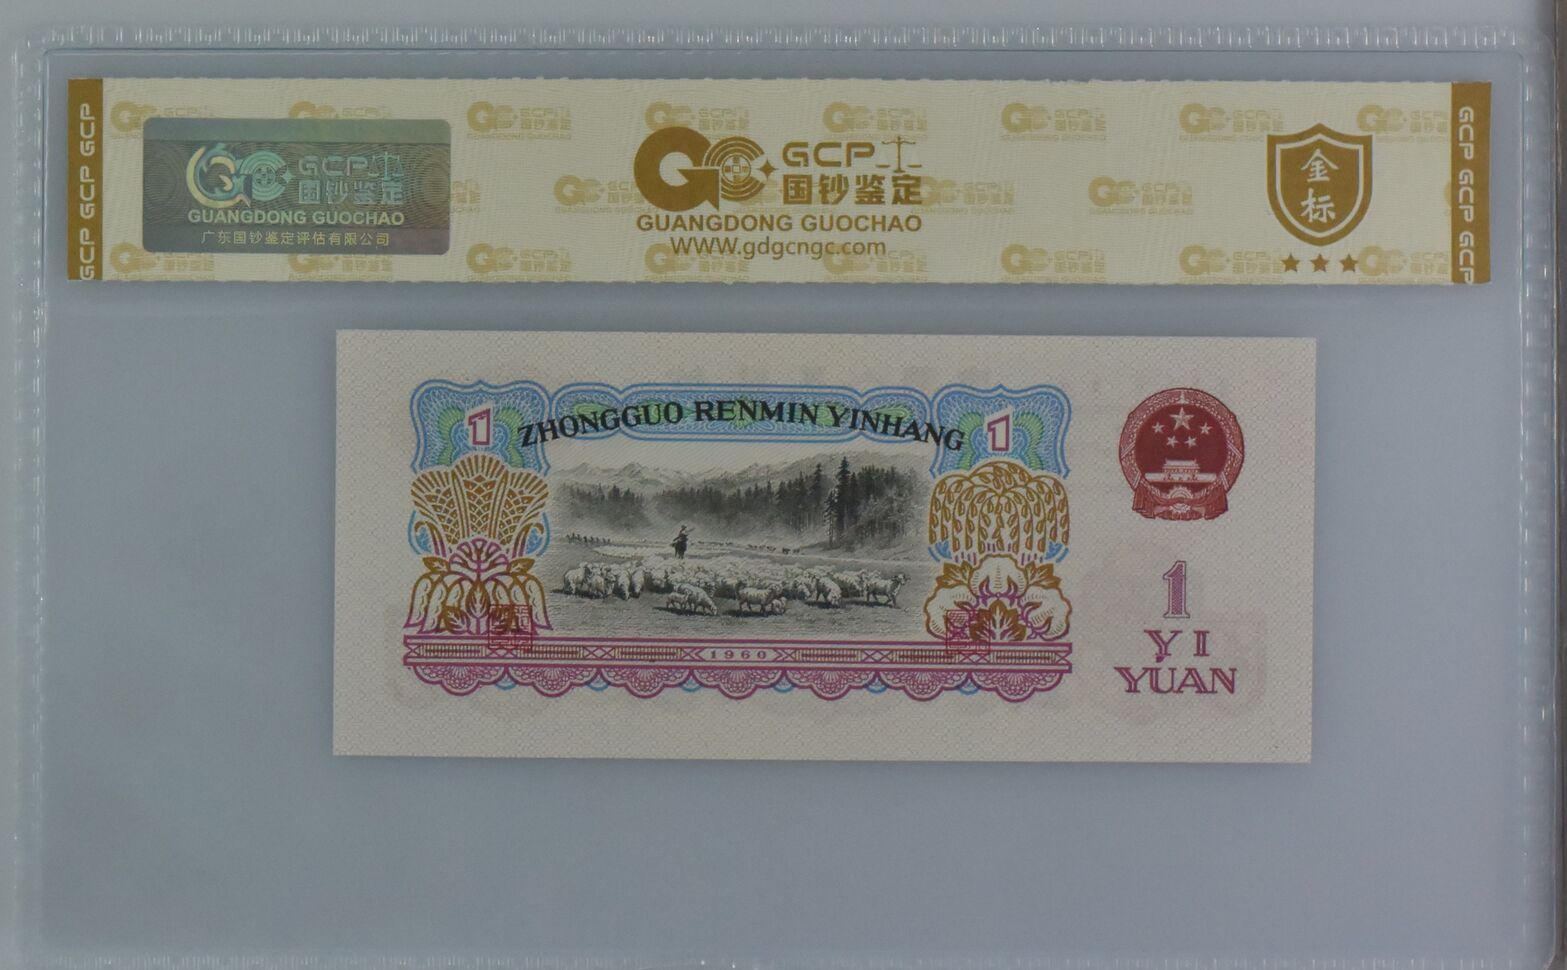 GCP GCP GCP
GCP 国钞鉴定
GUANGDONG GUOCHAO
广东国钞鉴定评估有限公司
GCP
国钞鉴定
GUANGDONG GUOCHAO
WWW.gdgcngc.com
金标
GCP GCP GCP
1 ZHONGGUO RENMIN YINHANG 1
1960
1
YI
YUAN